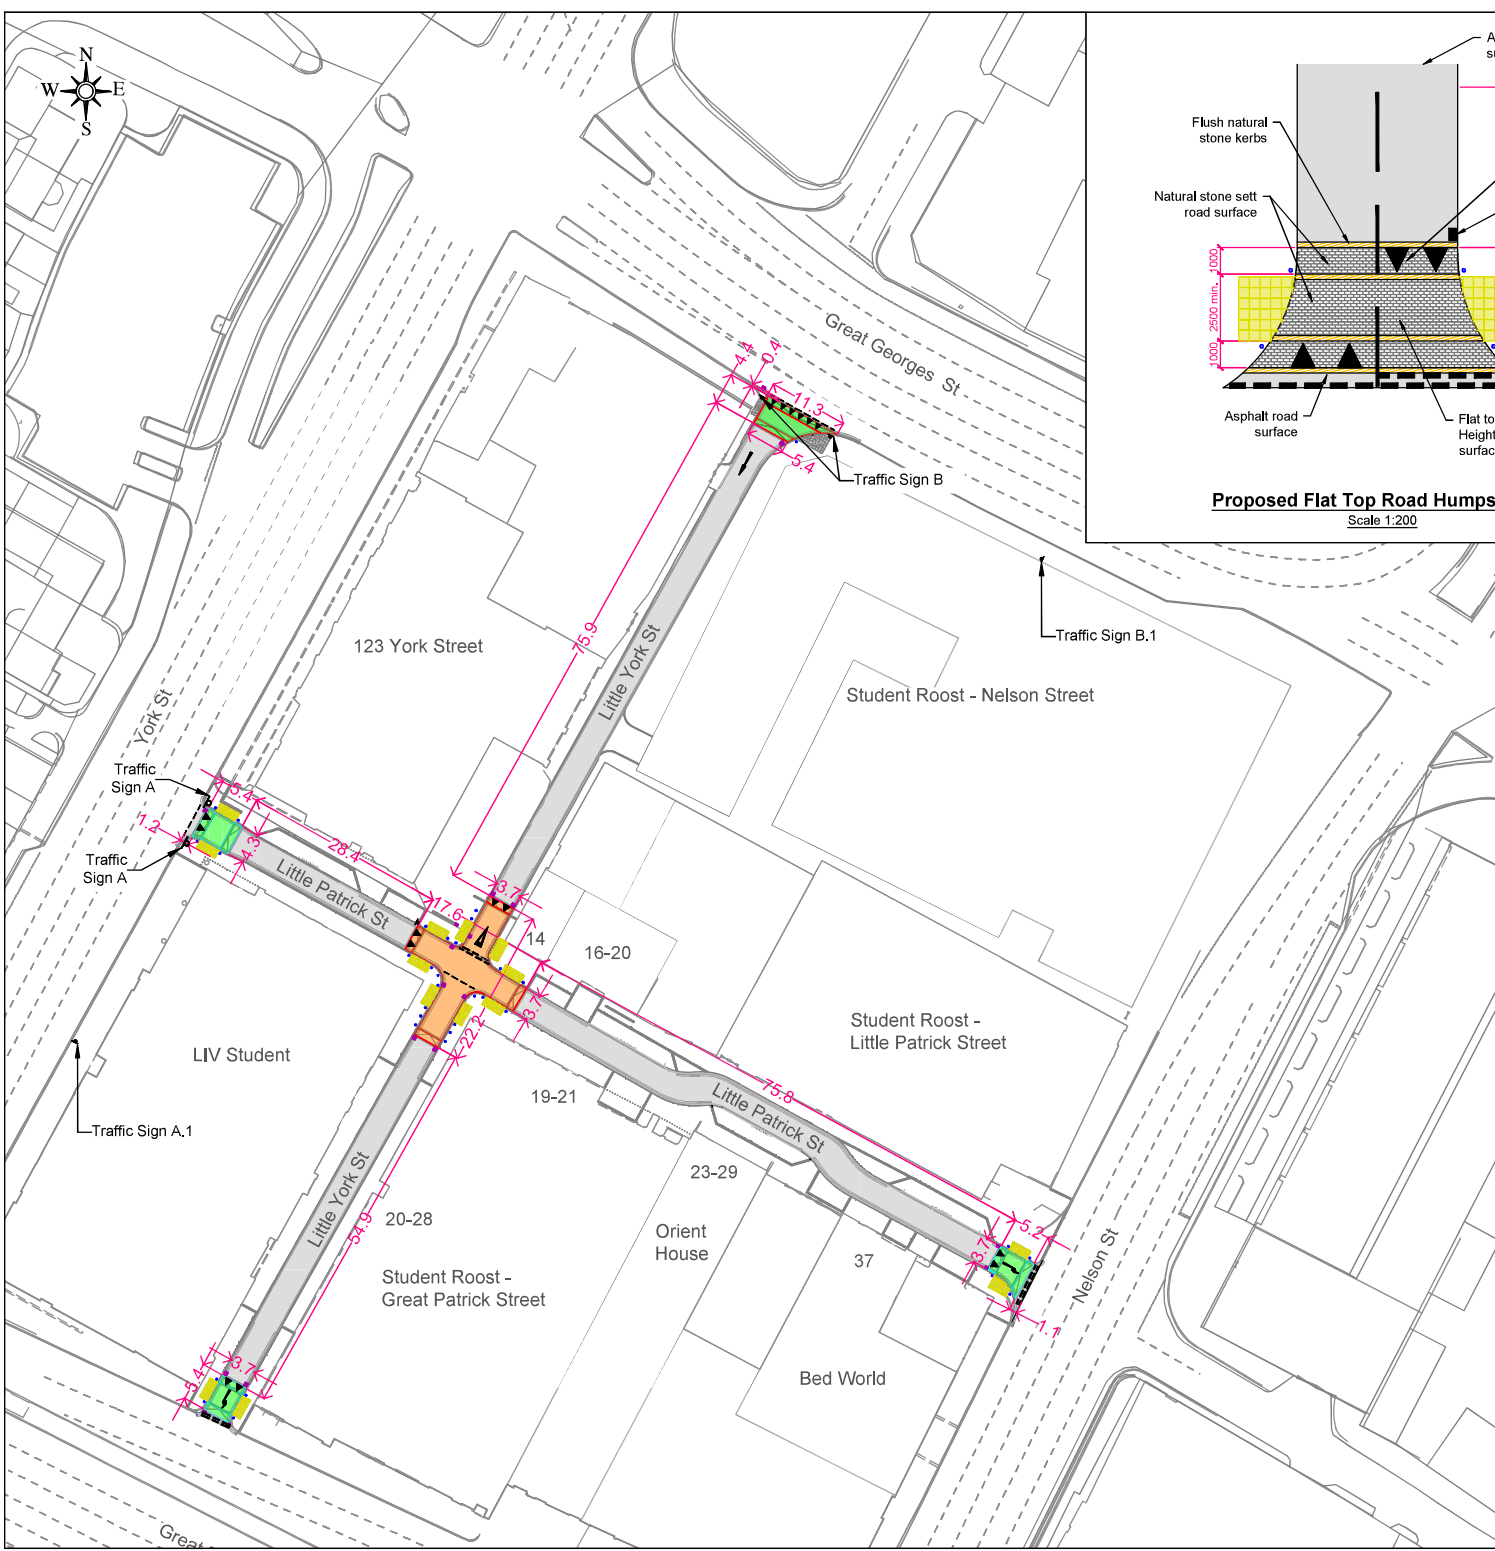 N
W
E
S
A
su
Flush natural
stone kerbs
Natural stone sett
road surface
1000
2500 min.
1000
Asphalt road
surface
Flat to
Height
surfac
Proposed Flat Top Road Humps
Scale 1:200
Great Georges St
4.4
0.4
11.3
5.4
Traffic Sign B
Traffic Sign B.1
123 York Street
75.9
Little York St
Student Roost - Nelson Street
York St
Traffic
Sign A
5.4
1.2
4.3
28.4
Traffic
Sign A
Little Patrick St
17.6
3.7
14
16-20
3.7
22.2
Student Roost -
Little Patrick Street
LIV Student
19-21
75.8
Little Patrick St
Traffic Sign A.1
23-29
Little York St
54.9
20-28
Orient
House
37
3.7
5.2
1.1
Nelson St
Student Roost -
Great Patrick Street
Bed World
3.7
5.4
Great